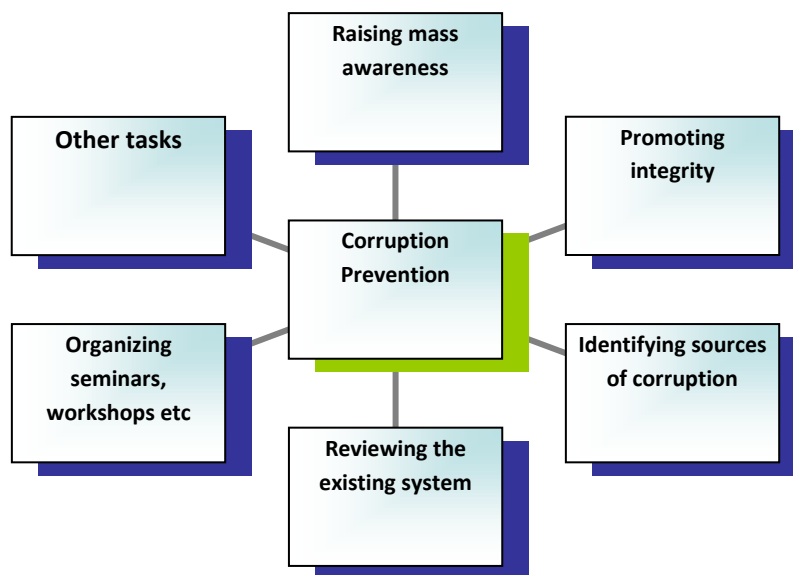 Raising mass
awareness
Other tasks
Promoting
integrity
Corruption
Prevention
Organizing
seminars,
workshops etc
Identifying sources
of corruption
Reviewing the
existing system